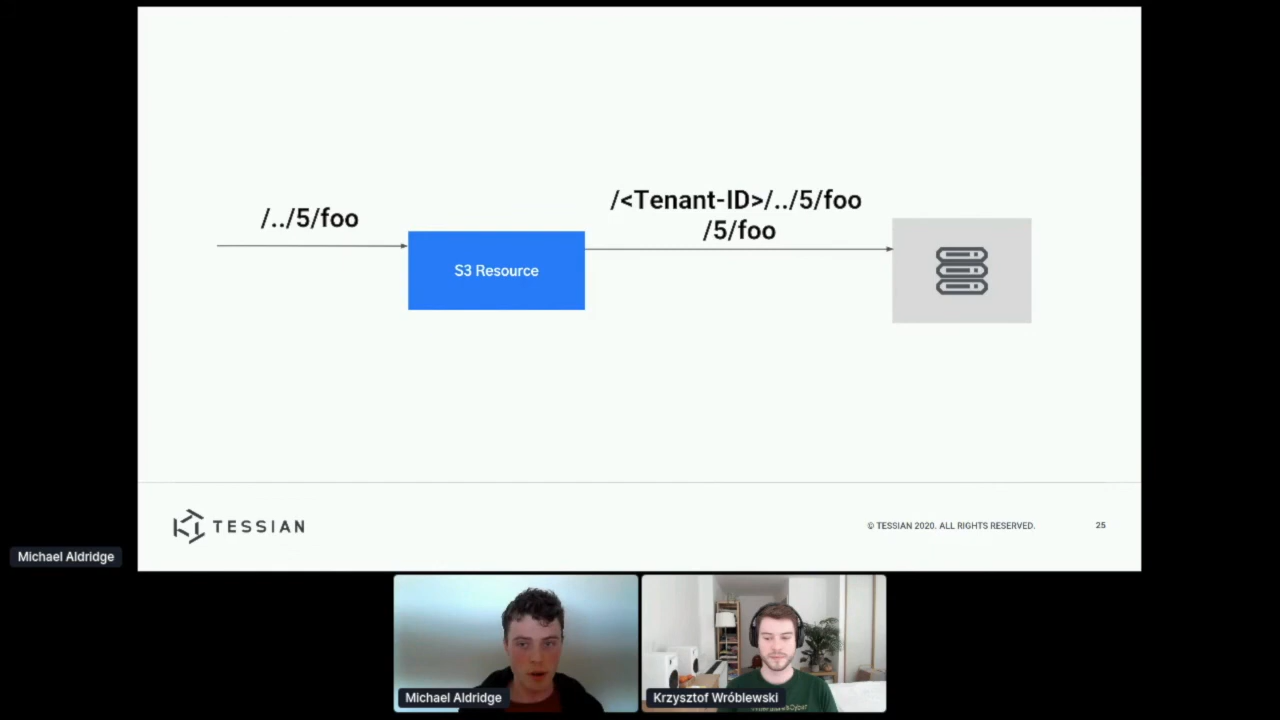 /../5/foo
/<Tenant-ID>/../5/foo
/5/foo
S3 Resource
TESSIAN
© TESSIAN 2020. ALL RIGHTS RESERVED.
25
Michael Aldridge
Michael Aldridge
Krzysztof Wróblewski